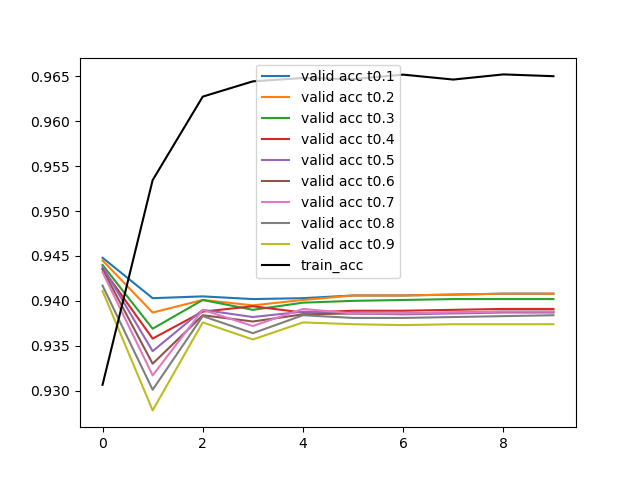 0.965
0.960
0.955
0.950
0.945
0.940
0.935
0.930
valid acc t0.1
valid acc t0.2
valid acc t0.3
valid acc t0.4
valid acc t0.5
valid acc t0.6
valid acc t0.7
valid acc t0.8
valid acc t0.9
train_acc
0 2 4 6 8